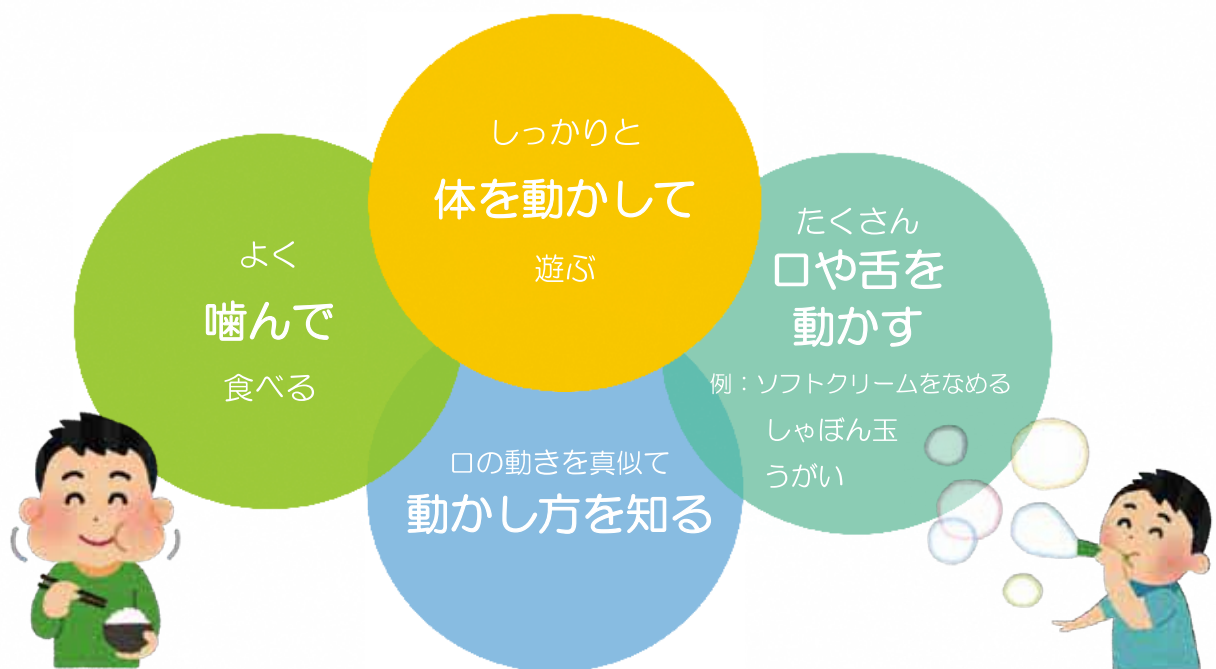 しっかりと
体を動かして
遊ぶ
よく
噛んで
食べる
たくさん
口や舌を
動かす
例：ソフトクリームをなめる
しゃぼん玉
うがい
口の動きを真似て
動かし方を知る